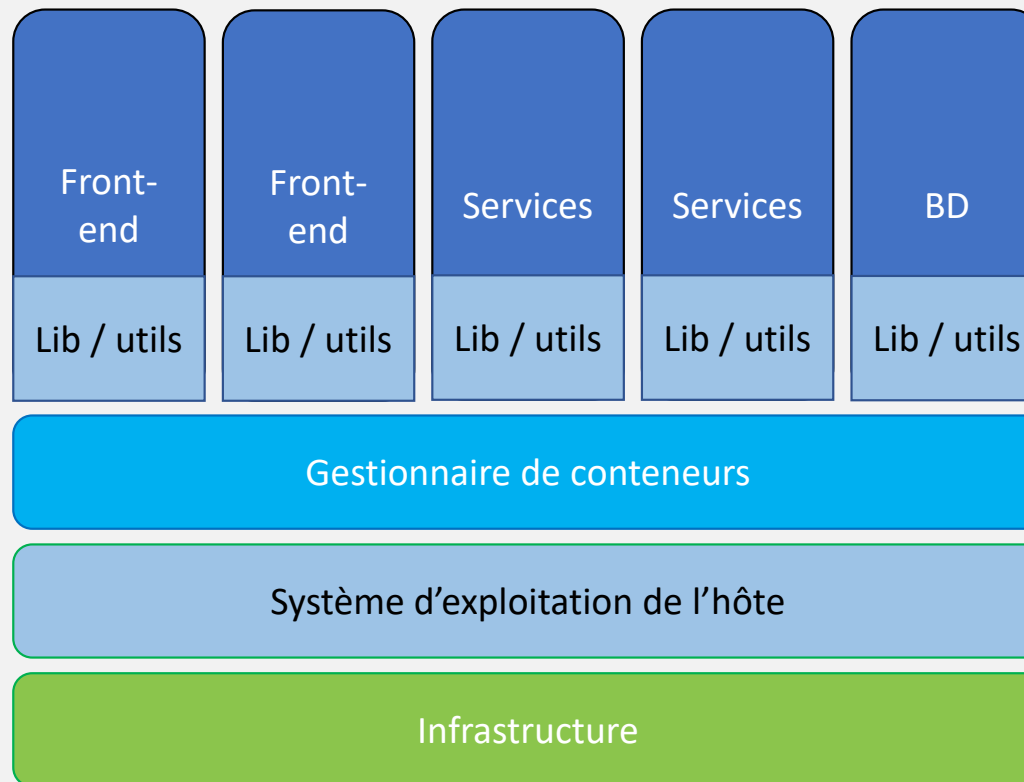 Front-
end
Front-
end
Services
Services
BD
Lib / utils
Lib / utils
Lib / utils
Lib / utils
Lib / utils
Gestionnaire de conteneurs
Système d’exploitation de l’hôte
Infrastructure